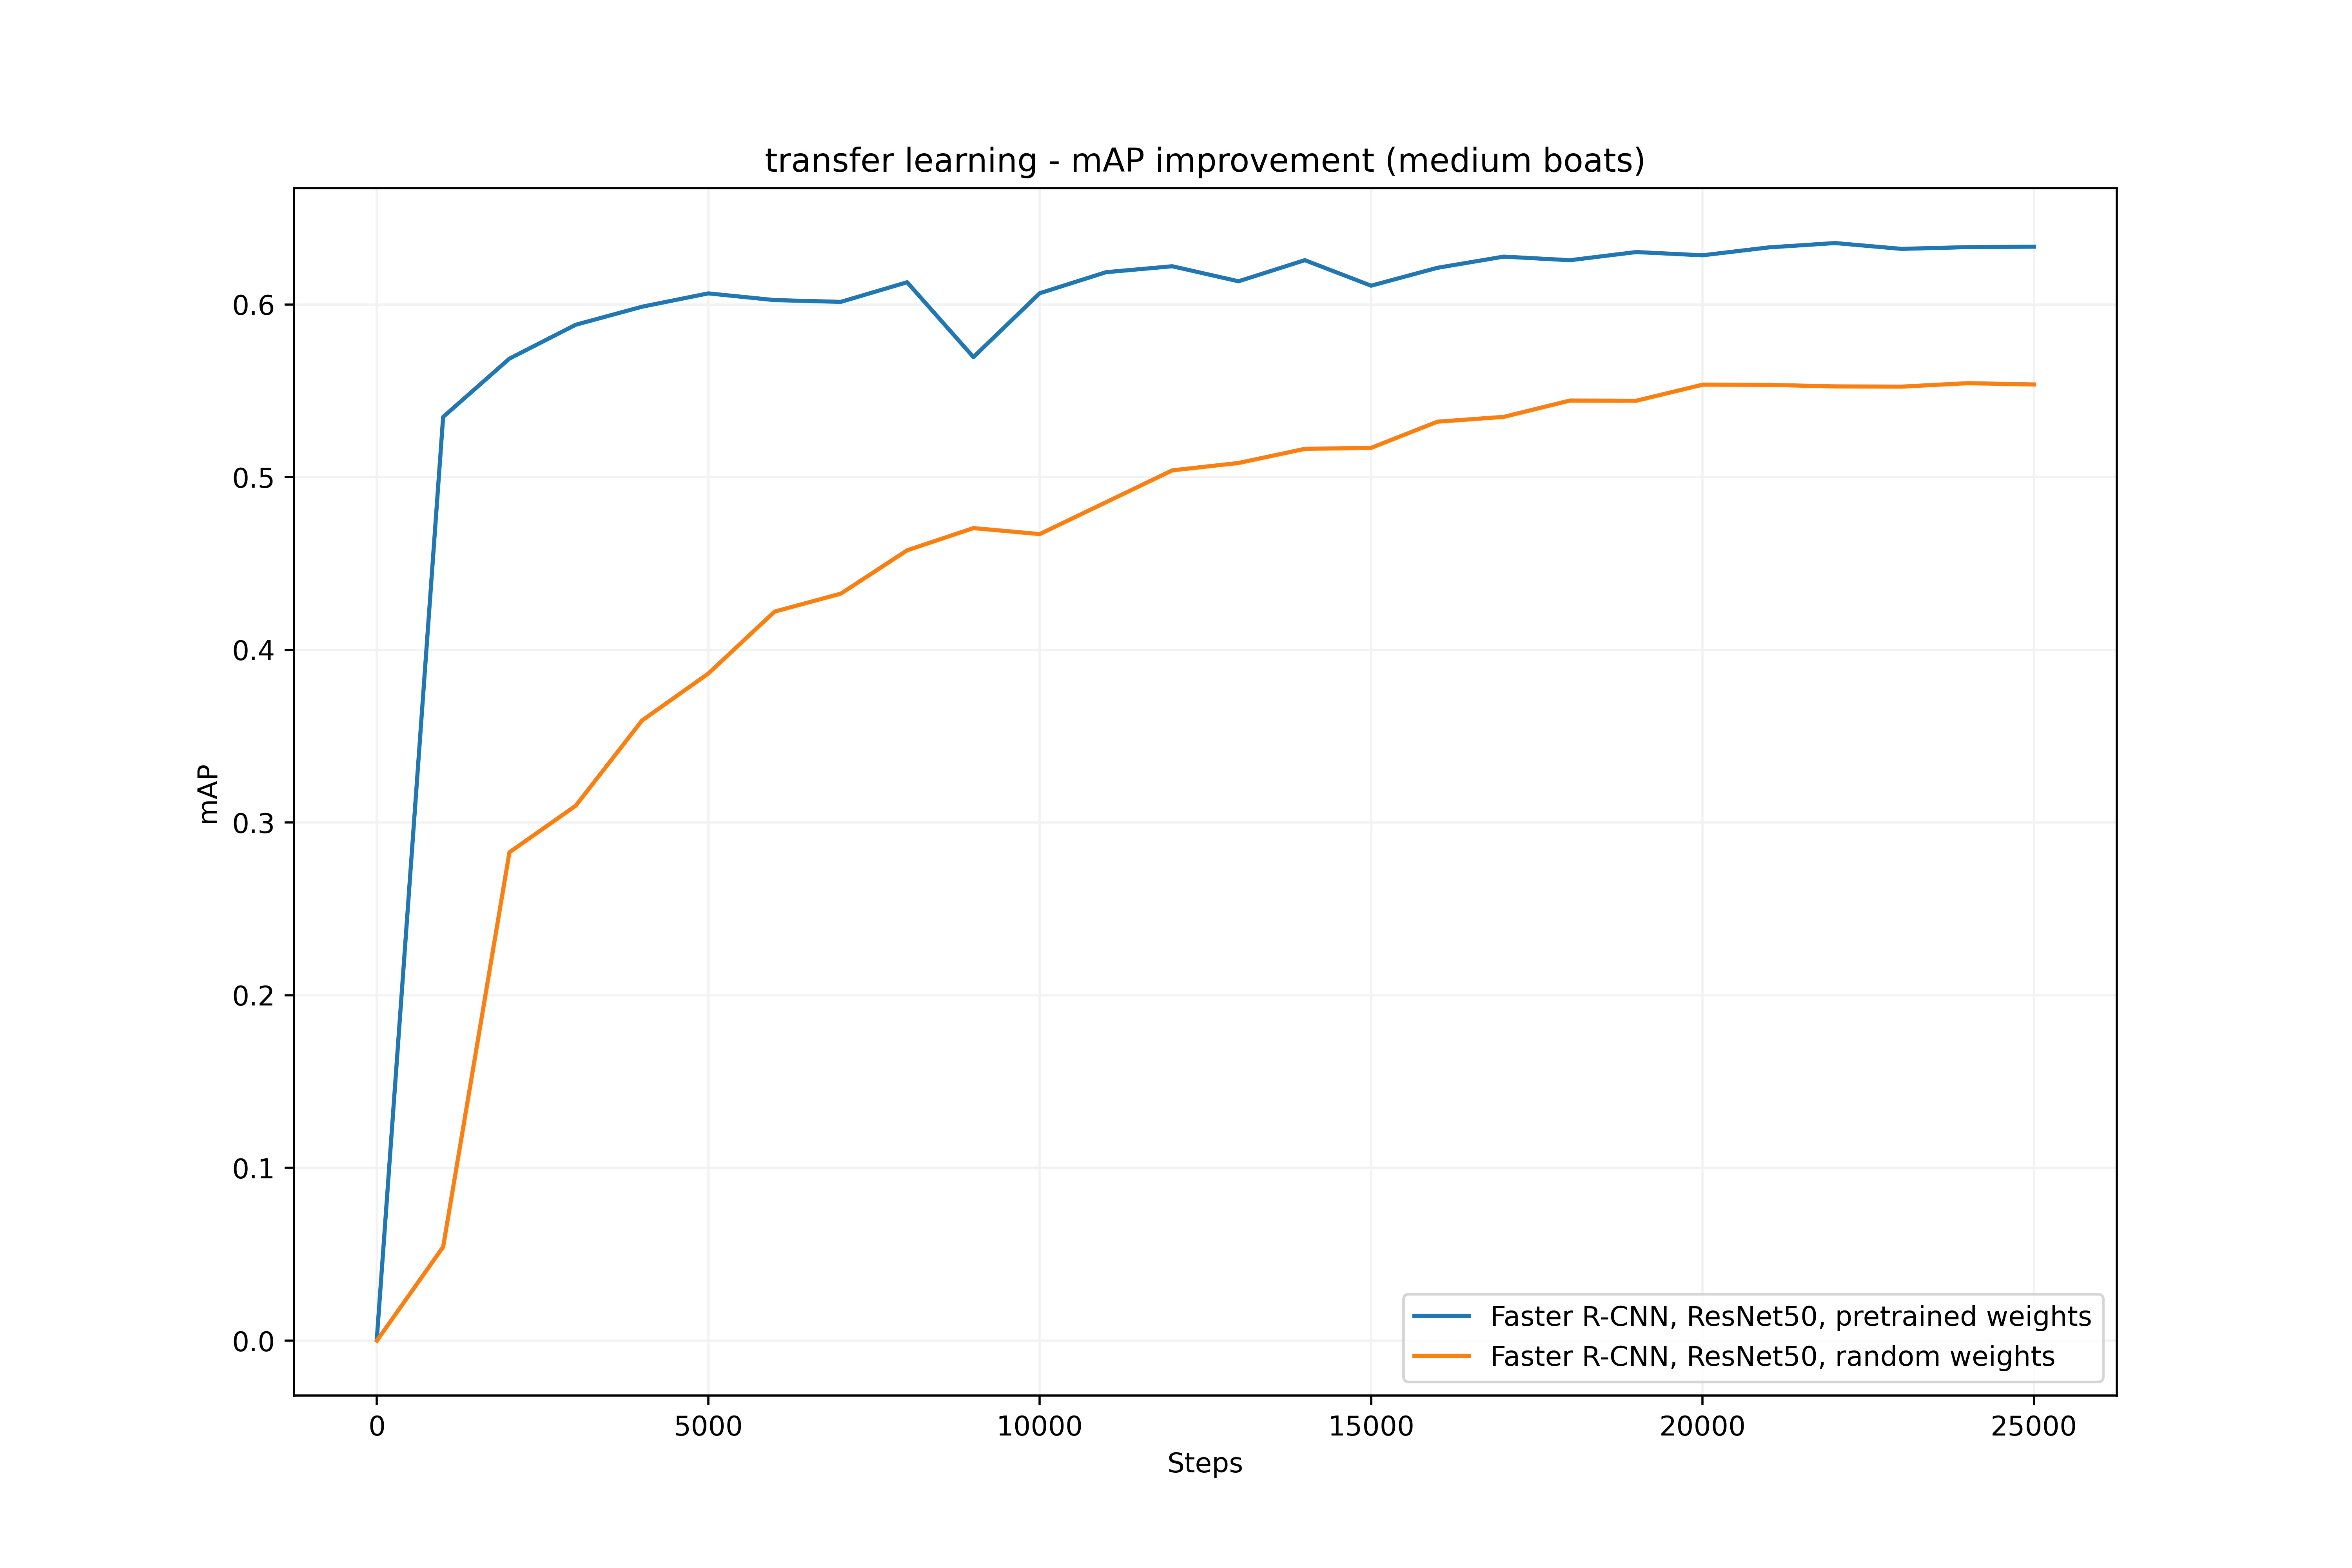 transfer learning - mAP improvement (medium boats)
mAP
0.6
0.5
0.4
0.3
0.2
0.1
0.0
Faster R-CNN, ResNet50, pretrained weights
Faster R-CNN, ResNet50, random weights
0 5000 10000 15000 20000 25000
Steps